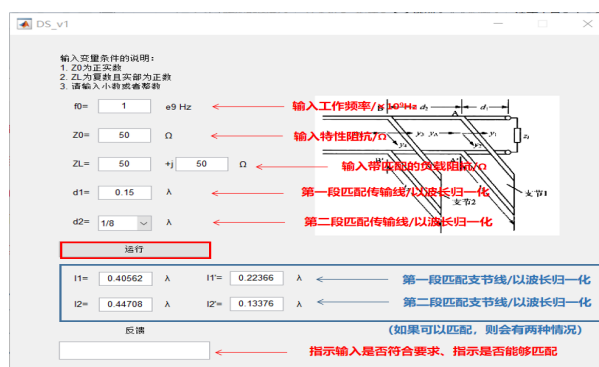 DS_v1
输入变量条件的说明:
1. Z0为正实数
2. ZL为复数且实部为正数
3. 请输入小数或者整数
f0= 1 e9 Hz 输入工作频率/×10⁹Hz d₂ A d₁
Z0= 50 Ω 输入特性阻抗/Ω y₃ yA y₁
ZL= 50 +j 50 Ω 输入带匹配的负载阻抗/Ω
d1= 0.15 λ 第一段匹配传输线/以波长归一化 支节1
支节2
d2= 1/8 λ 第二段匹配传输线/以波长归一化
运行
l1= 0.40562 λ l1'= 0.22366 λ 第一段匹配支节线/以波长归一化
l2= 0.44708 λ l2'= 0.13376 λ 第二段匹配支节线/以波长归一化
反馈 (如果可以匹配，则会有两种情况)
指示输入是否符合要求、指示是否能够匹配